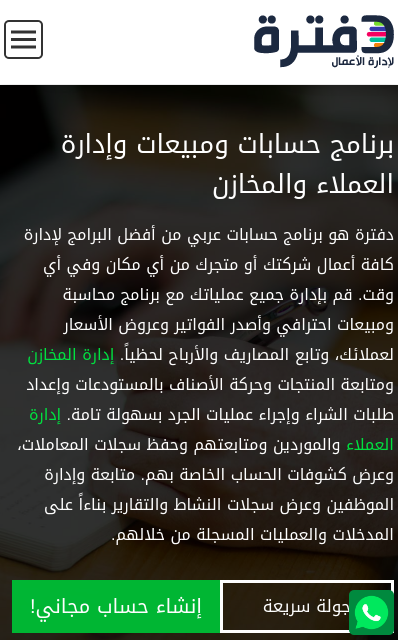 دفترة
لإدارة الأعمال
برنامج حسابات ومبيعات وإدارة
العملاء والمخازن
دفترة هو برنامج حسابات عربي من أفضل البرامج لإدارة
كافة أعمال شركتك أو متجرك من أي مكان وفي أي
وقت. قم بإدارة جميع عملياتك مع برنامج محاسبة
ومبيعات احترافي وأصدر الفواتير وعروض الأسعار
لعملائك، وتابع المصاريف والأرباح لحظياً. إدارة المخازن
ومتابعة المنتجات وحركة الأصناف بالمستودعات وإعداد
طلبات الشراء وإجراء عمليات الجرد بسهولة تامة. إدارة
العملاء والموردين ومتابعتهم وحفظ سجلات المعاملات،
وعرض كشوفات الحساب الخاصة بهم. متابعة وإدارة
الموظفين وعرض سجلات النشاط والتقارير بناءاً على
المدخلات والعمليات المسجلة من خلالهم.
جولة سريعة
إنشاء حساب مجاني!